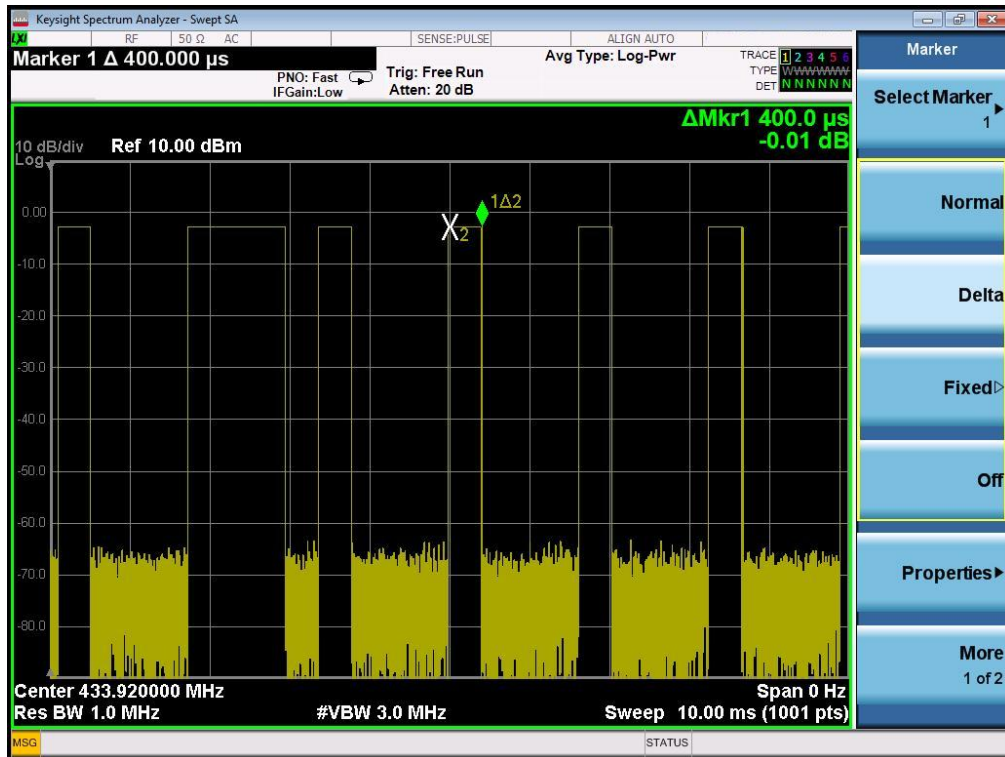 Keysight Spectrum Analyzer - Swept SA
LXI
RF 50 Ω AC SENSE:PULSE ALIGN AUTO
Marker 1 Δ 400.000 µs
PNO: Fast
IFGain:Low
Trig: Free Run
Atten: 20 dB
Avg Type: Log-Pwr
TRACE 1 2 3 4 5 6
TYPE WWWWWW
DET N N N N N N
ΔMkr1 400.0 µs
-0.01 dB
10 dB/div Ref 10.00 dBm
Log
1Δ2
0.00
X2
-10.0
-20.0
-30.0
-40.0
-50.0
-60.0
-70.0
-80.0
Center 433.920000 MHz Span 0 Hz
Res BW 1.0 MHz #VBW 3.0 MHz Sweep 10.00 ms (1001 pts)
MSG STATUS
Marker
Select Marker
1
Normal
Delta
Fixed
Off
Properties
More
1 of 2